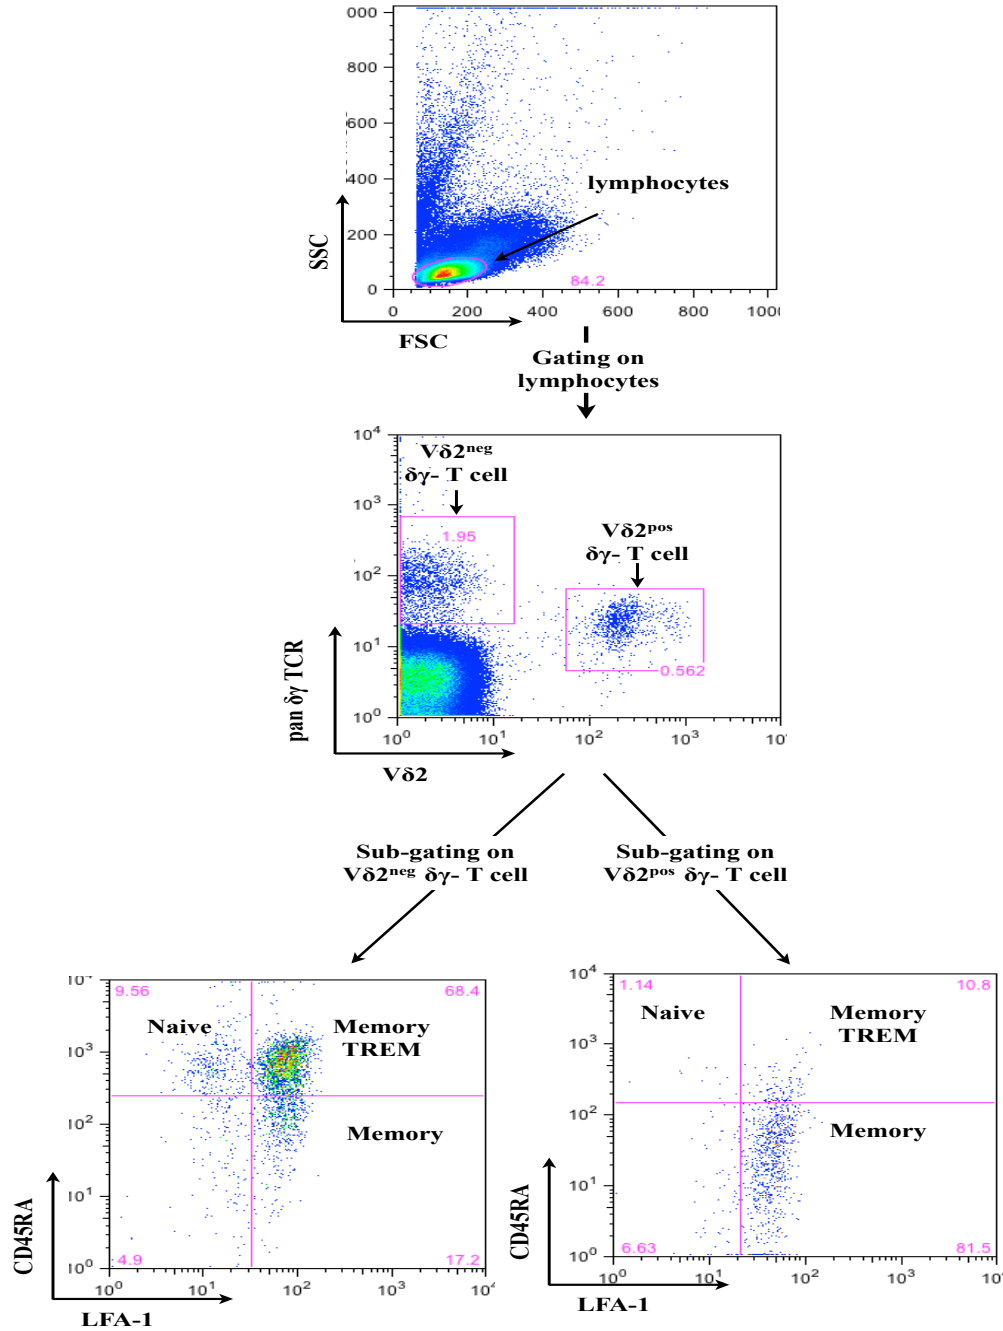 000
800
600
400
200
0
lymphocytes
84.2
0
200
400
600
800
100
SSC
FSC
Gating on
lymphocytes
10⁴
10³
10²
10¹
10⁰
Vδ2ⁿᵉᵍ
δγ- T cell
1.95
Vδ2ᵖᵒˢ
δγ- T cell
0.562
10⁰
10¹
10²
10³
10
pan δγ TCR
Vδ2
Sub-gating on
Vδ2ⁿᵉᵍ δγ- T cell
Sub-gating on
Vδ2ᵖᵒˢ δγ- T cell
10⁴
10³
10²
10¹
10⁰
9.56
68.4
Naive
Memory
TREM
Memory
4.9
17.2
10⁰
10¹
10²
10³
10⁴
CD45RA
LFA-1
10⁴
10³
10²
10¹
10⁰
1.14
10.8
Naive
Memory
TREM
Memory
6.63
81.5
10⁰
10¹
10²
10³
10⁴
CD45RA
LFA-1